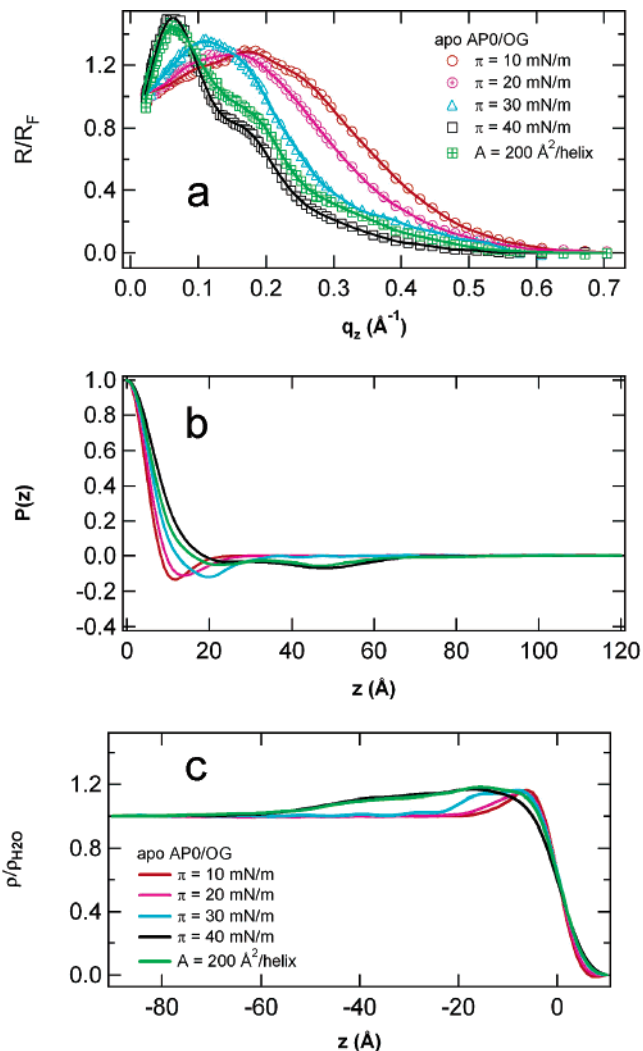 apo AP0/OG
π = 10 mN/m
π = 20 mN/m
π = 30 mN/m
π = 40 mN/m
A = 200 Å²/helix
R/R_F
1.2
0.8
0.4
0.0
a
0.0 0.1 0.2 0.3 0.4 0.5 0.6 0.7
q_z (Å⁻¹)
P(z)
1.0
0.8
0.6
0.4
0.2
0.0
-0.2
-0.4
b
0 20 40 60 80 100 120
z (Å)
ρ/ρ_H2O
1.2
0.8
0.4
0.0
c
apo AP0/OG
π = 10 mN/m
π = 20 mN/m
π = 30 mN/m
π = 40 mN/m
A = 200 Å²/helix
-80 -60 -40 -20 0
z (Å)